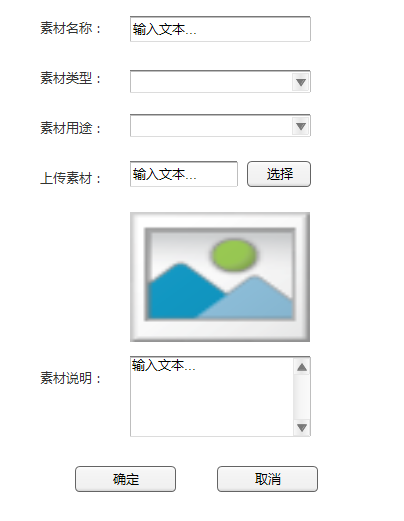 素材名称： 输入文本...
素材类型：
素材用途：
上传素材： 输入文本... 选择
输入文本...
素材说明：
确定 取消